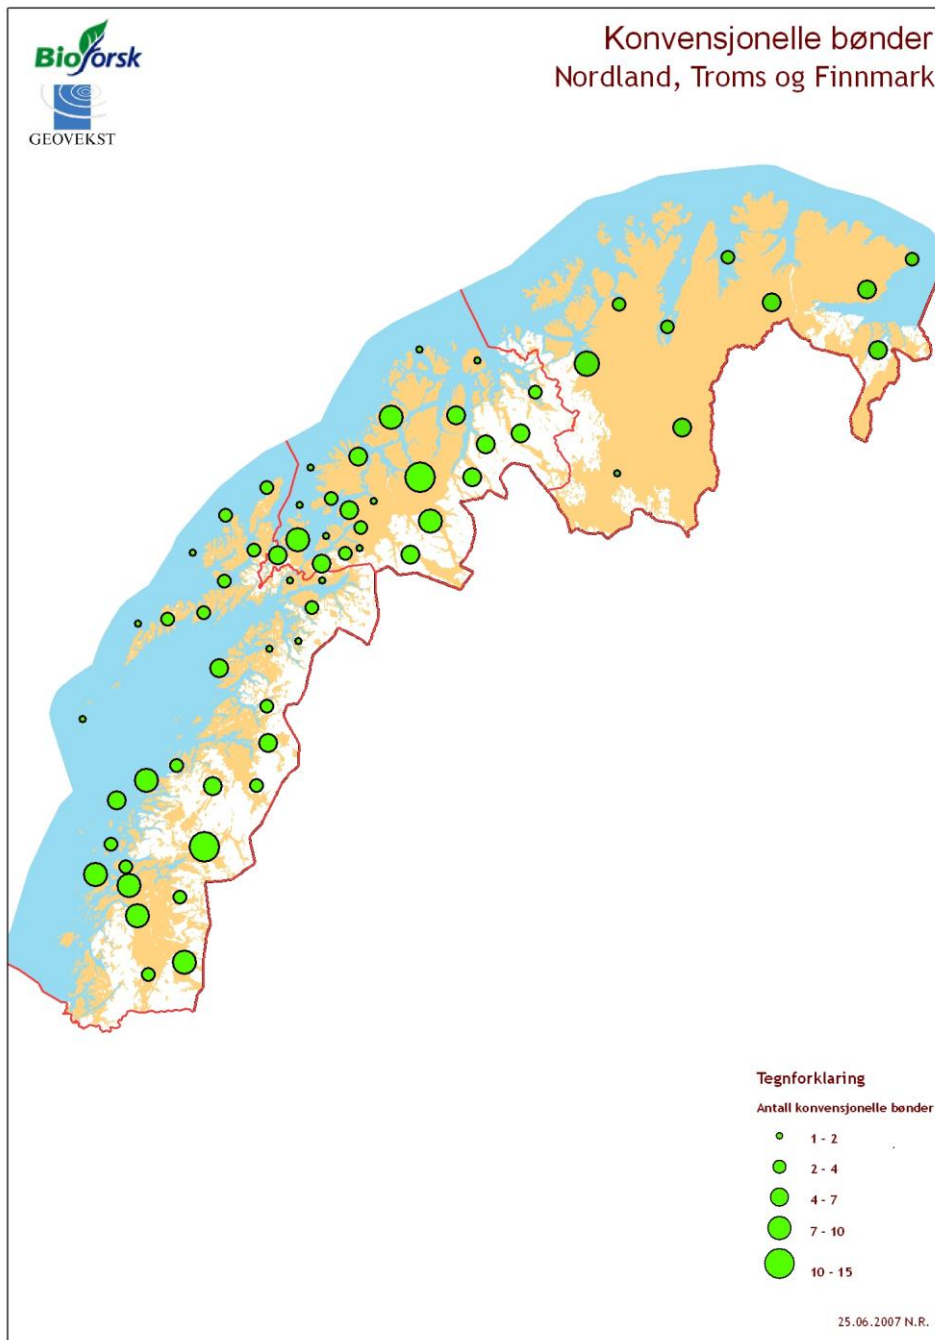 Bioforsk
GEOVEKST
Konvensjonelle bønder
Nordland, Troms og Finnmark
Tegnforklaring
Antall konvensjonelle bønder
1 - 2
2 - 4
4 - 7
7 - 10
10 - 15
25.06.2007 N.R.